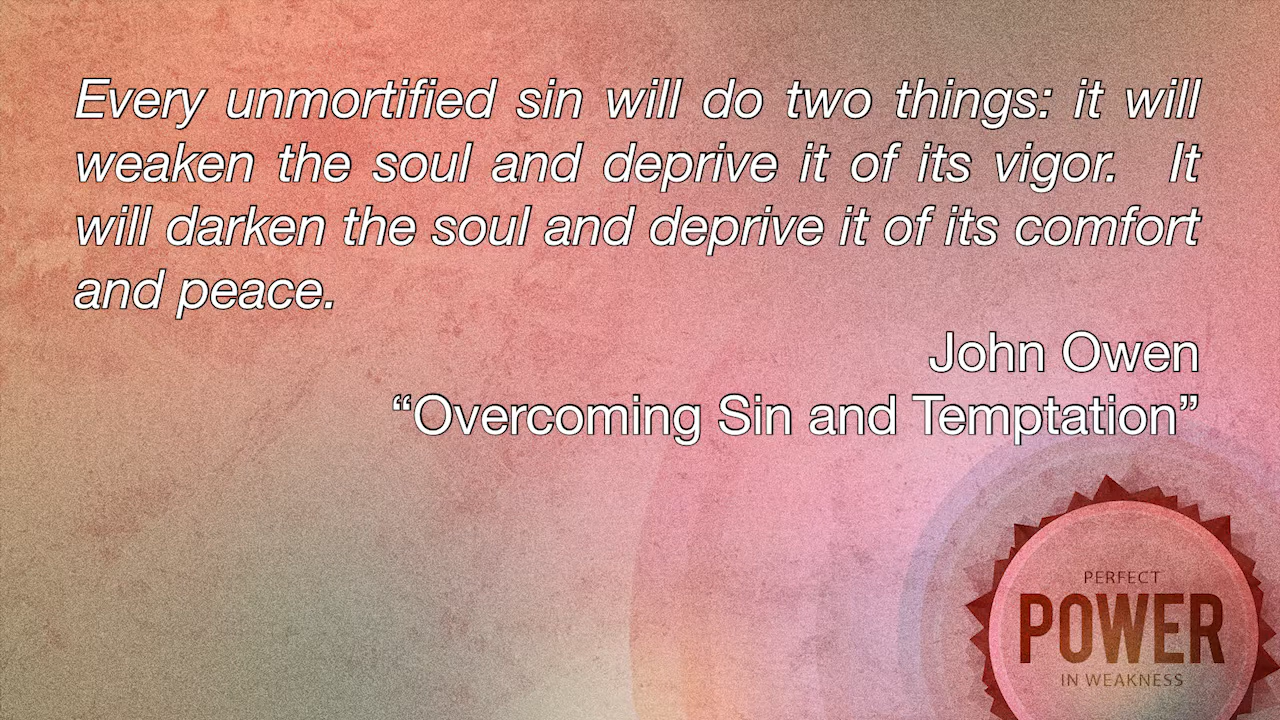 Every unmortified sin will do two things: it will
weaken the soul and deprive it of its vigor.  It
will darken the soul and deprive it of its comfort
and peace.
John Owen
“Overcoming Sin and Temptation”
PERFECT
POWER
IN WEAKNESS